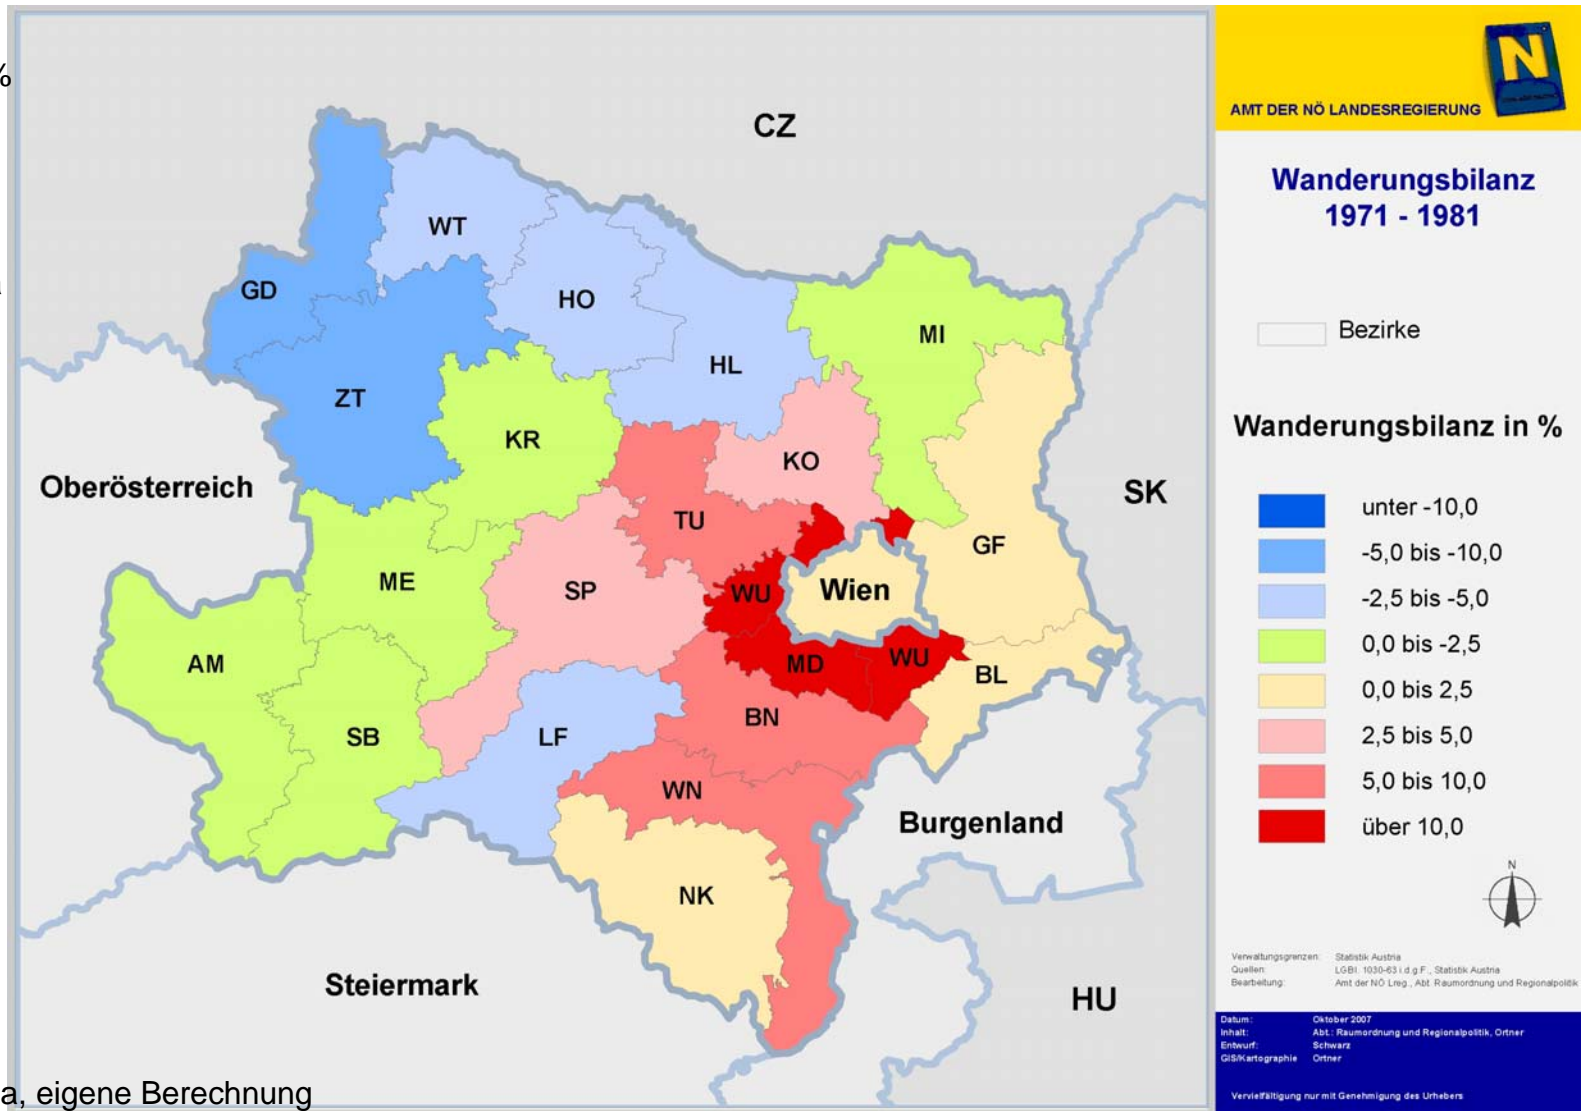 %
CZ
WT
GD
HO
MI
HL
ZT
KR
KO
Oberösterreich
SK
TU
GF
ME
SP
WU
Wien
AM
MD
WU
BL
BN
SB
LF
WN
Burgenland
NK
Steiermark
HU
a, eigene Berechnung
N
AMT DER NÖ LANDESREGIERUNG
Wanderungsbilanz
1971 - 1981
Bezirke
Wanderungsbilanz in %
unter -10,0
-5,0 bis -10,0
-2,5 bis -5,0
0,0 bis -2,5
0,0 bis 2,5
2,5 bis 5,0
5,0 bis 10,0
über 10,0
N
Verwaltungsgrenzen: Statistik Austria
Quellen: LGBl. 1030-63 i.d.g.F., Statistik Austria
Bearbeitung: Amt der NÖ Lreg., Abt. Raumordnung und Regionalpolitik
Datum: Oktober 2007
Inhalt: Abt.: Raumordnung und Regionalpolitik, Ortner
Entwurf: Schwarz
GIS/Kartographie Ortner
Vervielfältigung nur mit Genehmigung des Urhebers